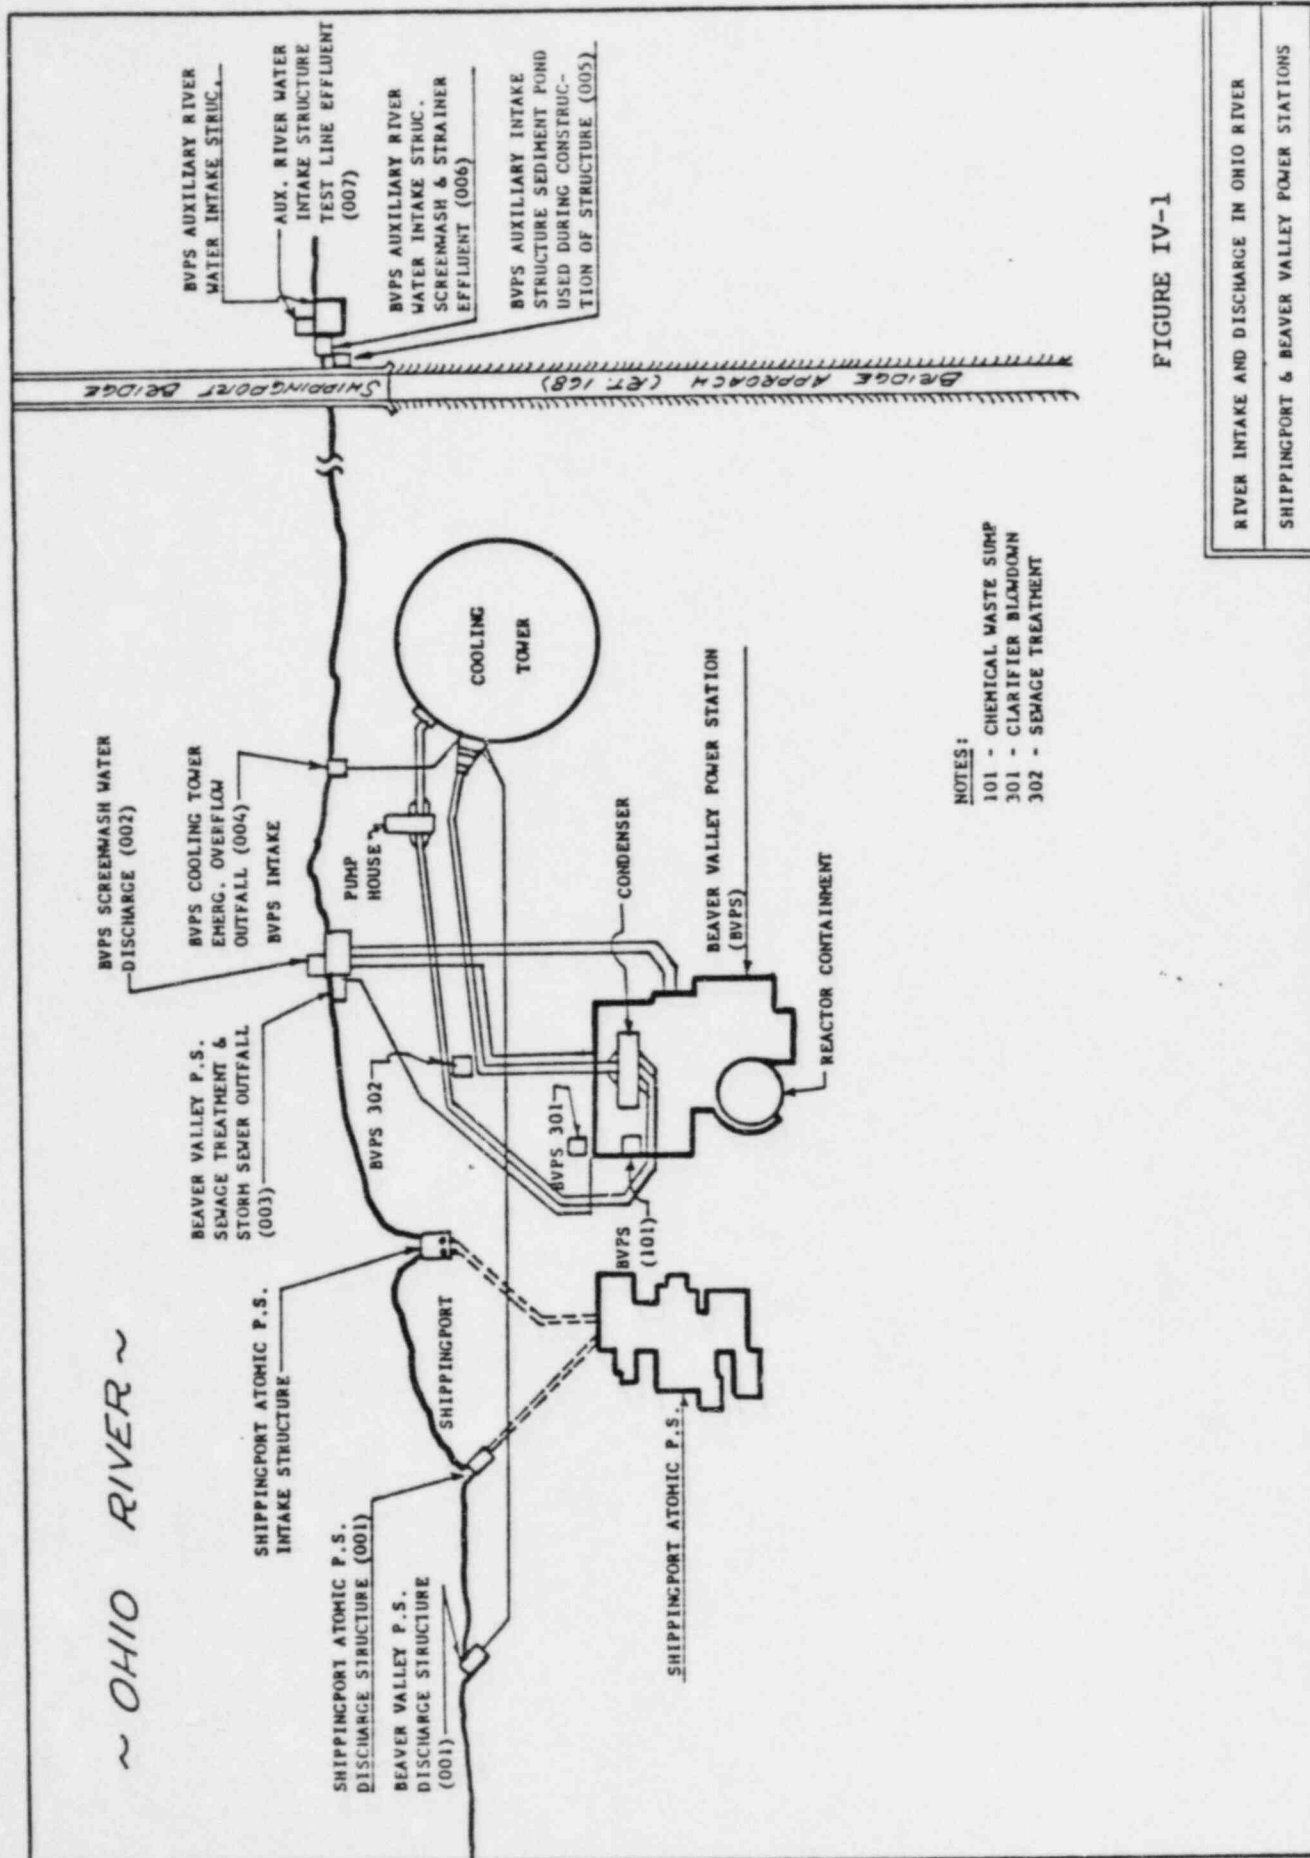 ~ OHIO RIVER ~
BVPS AUXILIARY RIVER
WATER INTAKE STRUC.
AUX. RIVER WATER
INTAKE STRUCTURE
TEST LINE EFFLUENT
(007)
BVPS AUXILIARY RIVER
WATER INTAKE STRUC.
SCREENWASH & STRAINER
EFFLUENT (006)
BVPS AUXILIARY INTAKE
STRUCTURE SEDIMENT POND
USED DURING CONSTRUC-
TION OF STRUCTURE (005)
SHIPPINGPORT BRIDGE
BRIDGE APPROACH (RT. 168)
BVPS SCREENWASH WATER
DISCHARGE (002)
BVPS COOLING TOWER
EMERG. OVERFLOW
OUTFALL (004)
BVPS INTAKE
BEAVER VALLEY P.S.
SEWAGE TREATMENT &
STORM SEWER OUTFALL
(003)
SHIPPINGPORT ATOMIC P.S.
INTAKE STRUCTURE
SHIPPINGPORT ATOMIC P.S.
DISCHARGE STRUCTURE (001)
BEAVER VALLEY P.S.
DISCHARGE STRUCTURE
(001)
SHIPPINGPORT
PUMP
HOUSE
COOLING
TOWER
BVPS 302
BVPS 301
CONDENSER
BVPS
(101)
BEAVER VALLEY POWER STATION
(BVPS)
REACTOR CONTAINMENT
SHIPPINGPORT ATOMIC P.S.
NOTES:
101 - CHEMICAL WASTE SUMP
301 - CLARIFIER BLOWDOWN
302 - SEWAGE TREATMENT
FIGURE IV-1
RIVER INTAKE AND DISCHARGE IN OHIO RIVER
SHIPPINGPORT & BEAVER VALLEY POWER STATIONS